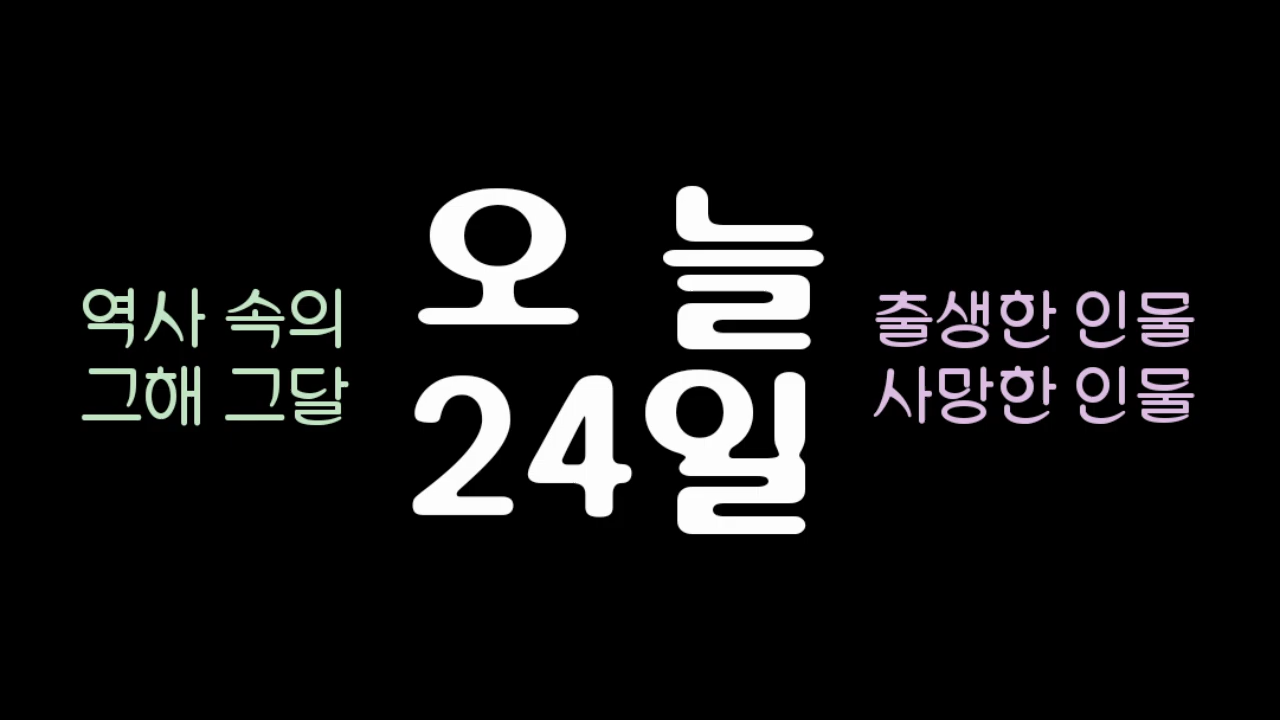 역사 속의
그해 그달
오 늘
24일
출생한 인물
사망한 인물